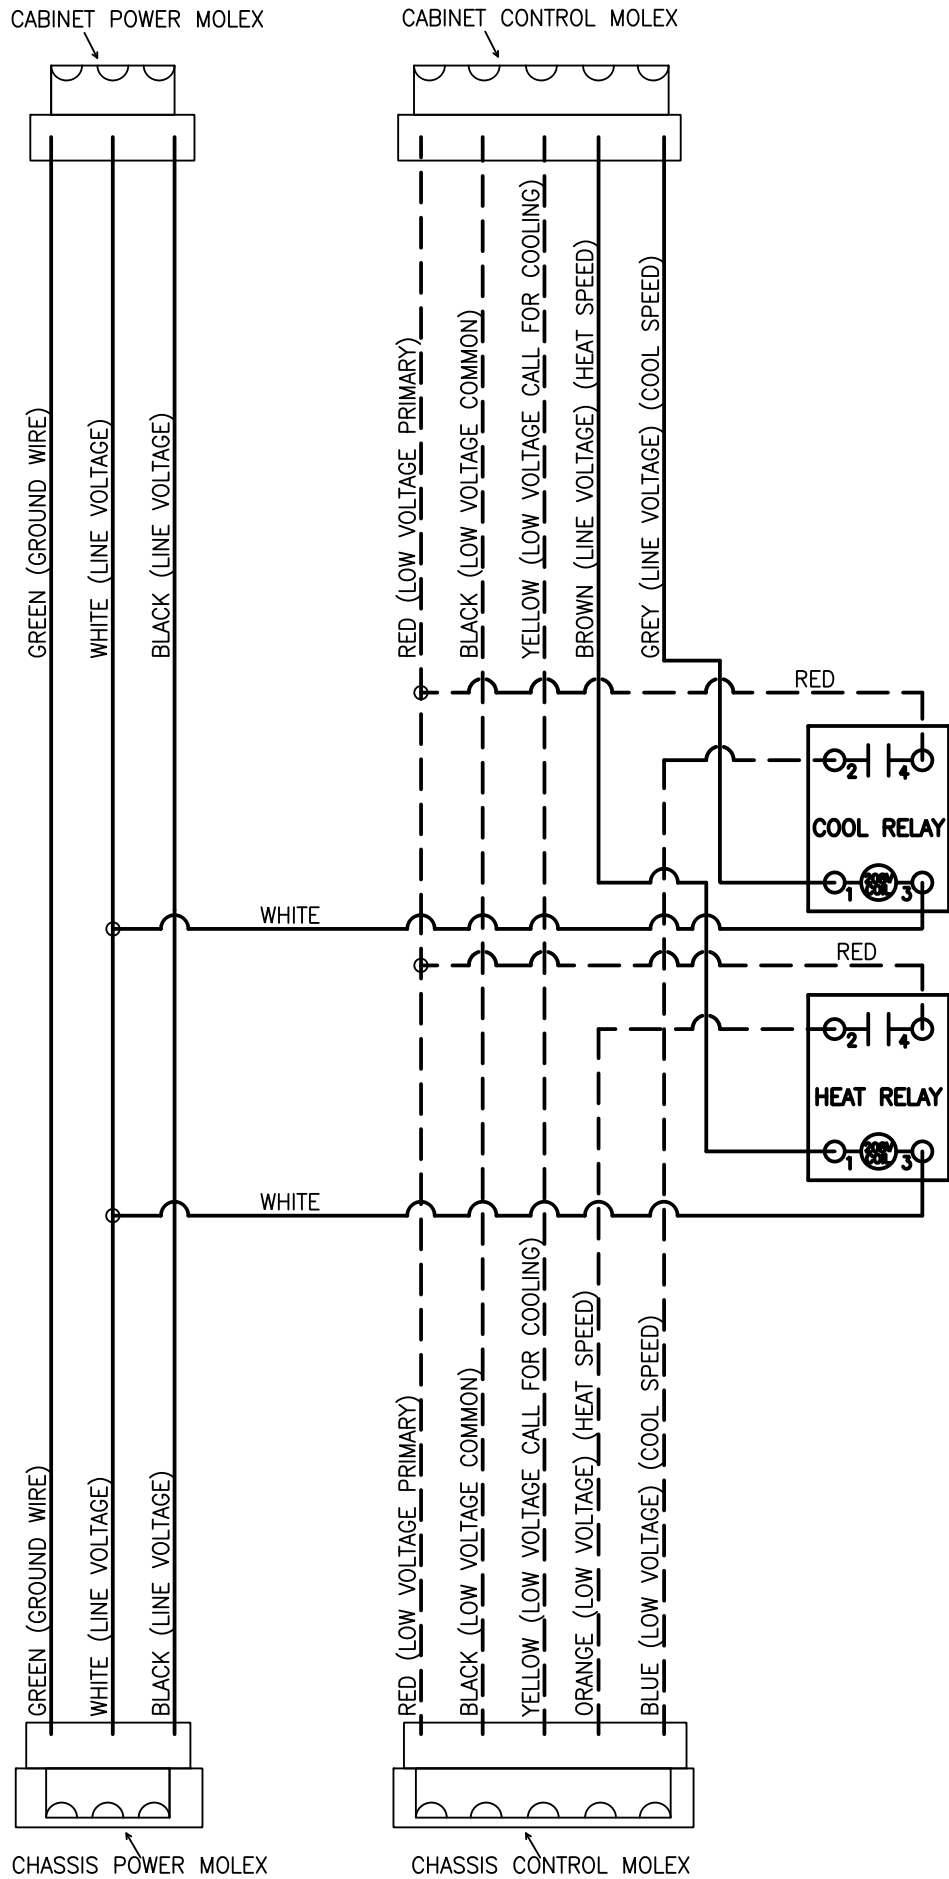 CABINET POWER MOLEX
CABINET CONTROL MOLEX
GREEN (GROUND WIRE)
WHITE (LINE VOLTAGE)
BLACK (LINE VOLTAGE)
RED (LOW VOLTAGE PRIMARY)
BLACK (LOW VOLTAGE COMMON)
YELLOW (LOW VOLTAGE CALL FOR COOLING)
BROWN (LINE VOLTAGE) (HEAT SPEED)
GREY (LINE VOLTAGE) (COOL SPEED)
RED
2
4
COOL RELAY
1
208V
COIL
3
WHITE
RED
2
4
HEAT RELAY
1
208V
COIL
3
WHITE
GREEN (GROUND WIRE)
WHITE (LINE VOLTAGE)
BLACK (LINE VOLTAGE)
RED (LOW VOLTAGE PRIMARY)
BLACK (LOW VOLTAGE COMMON)
YELLOW (LOW VOLTAGE CALL FOR COOLING)
ORANGE (LOW VOLTAGE) (HEAT SPEED)
BLUE (LOW VOLTAGE) (COOL SPEED)
CHASSIS POWER MOLEX
CHASSIS CONTROL MOLEX